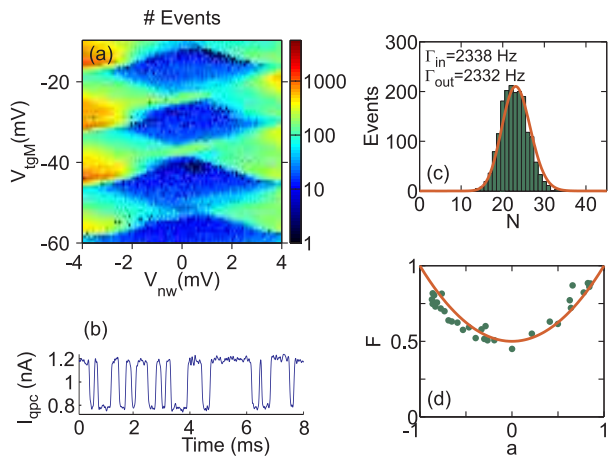 # Events
(a)
-20
-40
-60
V_tgM(mV)
-4 -2 0 2 4
V_nw(mV)
1000
100
10
1
(b)
1.2
1
0.8
I_qpc (nA)
0 2 4 6 8
Time (ms)
300
200
100
0
Events
Γ_in=2338 Hz
Γ_out=2332 Hz
(c)
0 10 20 30 40
N
1
0.5
0
F
(d)
-1 0 1
a